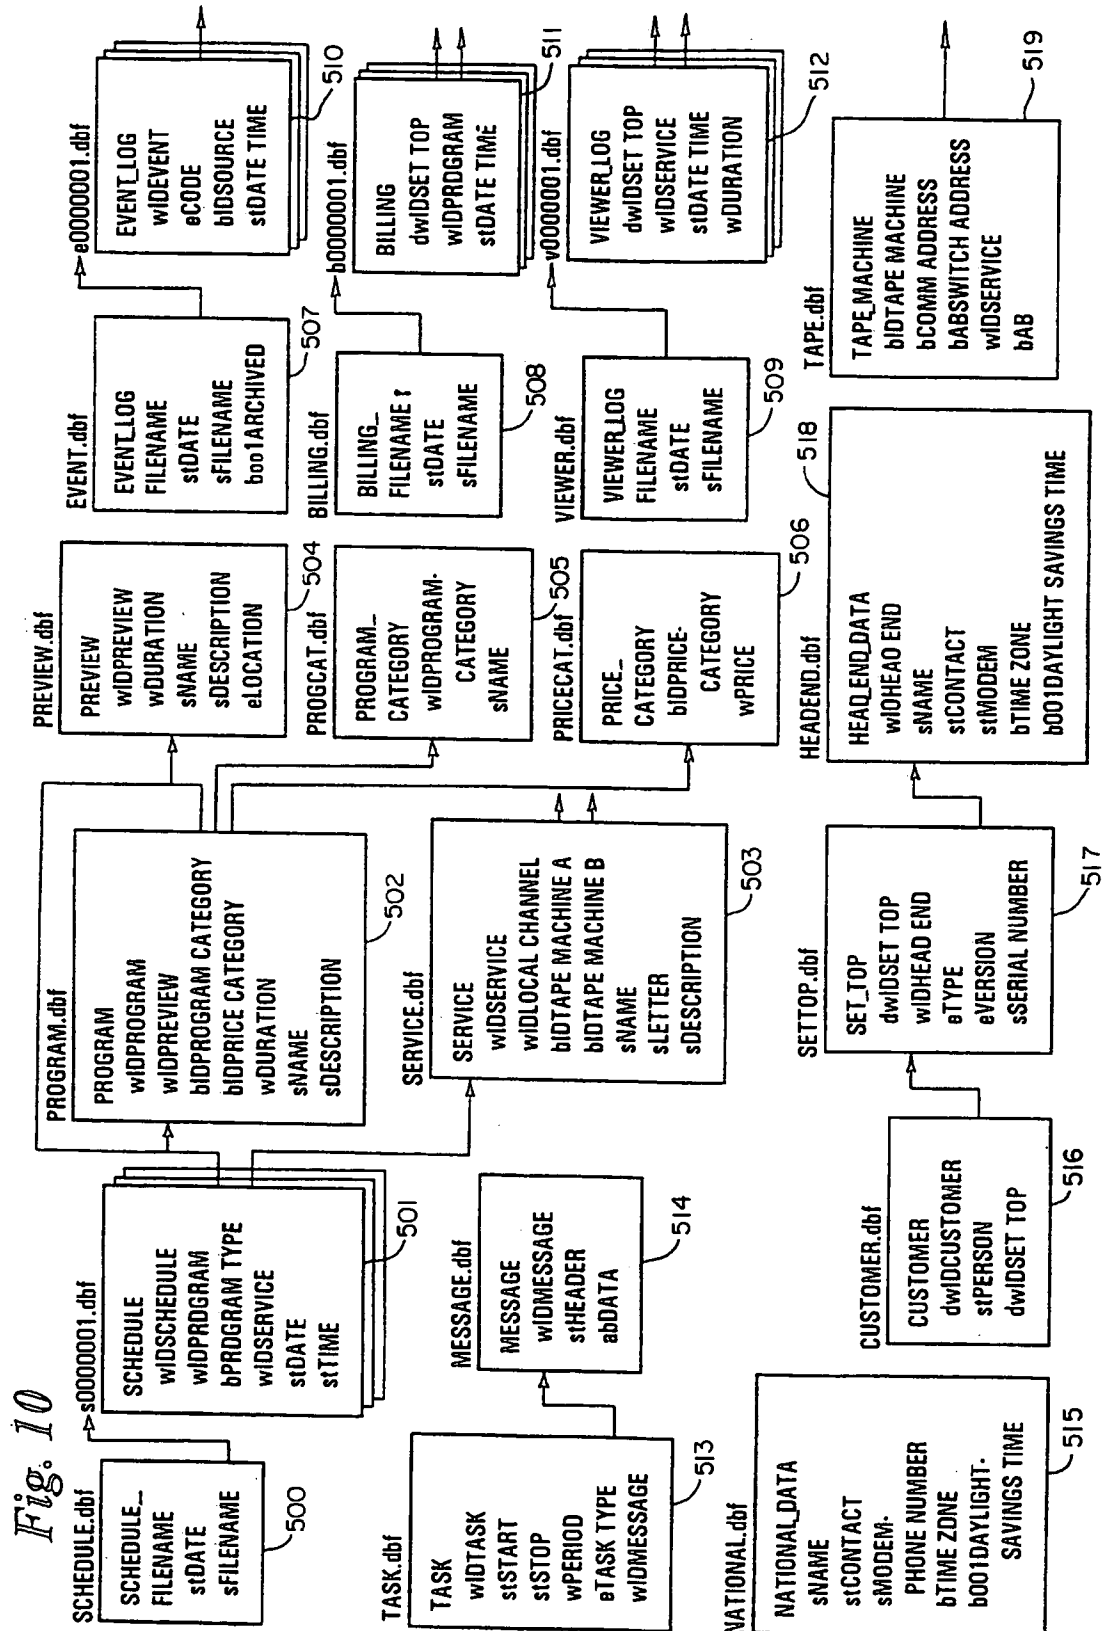 Fig. 10
SCHEDULE.dbf
SCHEDULE_
FILENAME
stDATE
sFILENAME
500
s0000001.dbf
SCHEDULE
wIDSCHEDULE
wIDPRDGRAM
bPRDGRAM TYPE
wIDSERVICE
stDATE
stTIME
501
PROGRAM.dbf
PROGRAM
wIDPROGRAM
wIDPREVIEW
bIDPROGRAM CATEGORY
bIDPRICE CATEGORY
wDURATION
sNAME
sDESCRIPTION
502
PREVIEW.dbf
PREVIEW
wIDPREVIEW
wDURATION
sNAME
sDESCRIPTION
eLOCATION
504
EVENT.dbf
EVENT_LOG
FILENAME
stDATE
sFILENAME
boo1ARCHIVED
507
e0000001.dbf
EVENT_LOG
wIDEVENT
eCODE
bIDSOURCE
stDATE TIME
510
PROGCAT.dbf
PROGRAM_
CATEGORY
wIDPROGRAM-
CATEGORY
sNAME
505
BILLING.dbf
BILLING_
FILENAME
stDATE
sFILENAME
508
b0000001.dbf
BILLING
dwIDSET TOP
wIDPRDGRAM
stDATE TIME
511
SERVICE.dbf
SERVICE
wIDSERVICE
wIDLOCAL CHANNEL
bIDTAPE MACHINE A
bIDTAPE MACHINE B
sNAME
sLETTER
sDESCRIPTION
503
PRICECAT.dbf
PRICE_
CATEGORY
bIDPRICE-
CATEGORY
wPRICE
506
VIEWER.dbf
VIEWER_LOG
FILENAME
stDATE
sFILENAME
509
v0000001.dbf
VIEWER_LOG
dwIDSET TOP
wIDSERVICE
stDATE TIME
wDURATION
512
TASK.dbf
TASK
wIDTASK
stSTART
stSTOP
wPERIOD
eTASK TYPE
wIDMESSAGE
513
MESSAGE.dbf
MESSAGE
wIDMESSAGE
stHEADER
abDATA
514
NATIONAL.dbf
NATIONAL_DATA
sNAME
stCONTACT
sMODEM-
PHONE NUMBER
bTIME ZDNE
b001DAYLIGHT-
SAVINGS TIME
515
CUSTOMER.dbf
CUSTOMER
dwIDCUSTOMER
stPERSON
dwIDSET TOP
516
SETTOP.dbf
SET_TOP
dwIDSET TOP
wIDHEAD END
eTYPE
eVERSION
sSERIAL NUMBER
517
HEADEND.dbf
HEAD_END_DATA
wIOHEAO END
sNAME
stCONTACT
stMODEM
bTIME ZONE
b001DAYLIGHT SAVINGS TIME
518
TAPE.dbf
TAPE_MACHINE
bIDTAPE MACHINE
bCOMM ADDRESS
bABSWITCH ADDRESS
wIDSERVICE
bAB
519